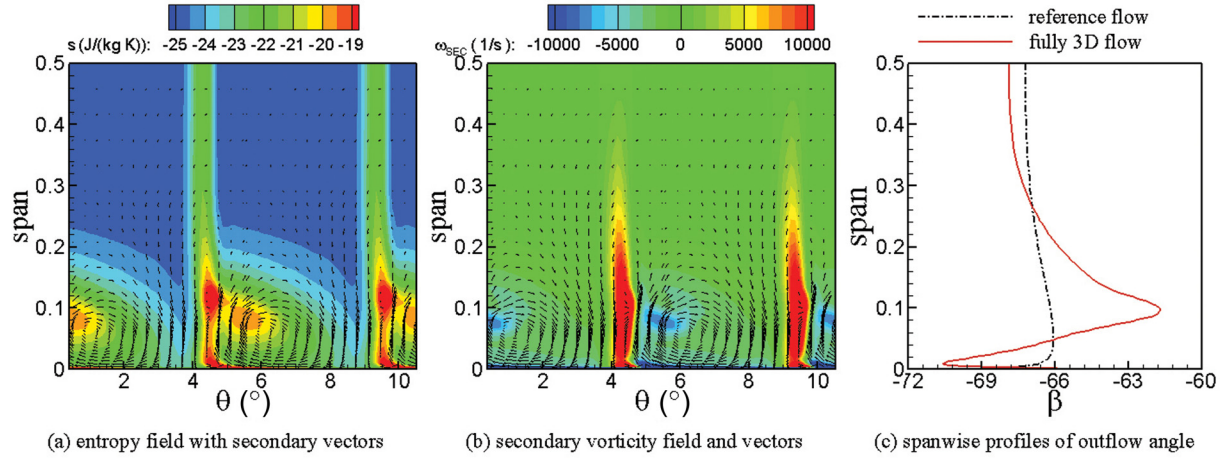 s (J/(kg K)): -25 -24 -23 -22 -21 -20 -19
ω_SEC (1/s): -10000 -5000 0 5000 10000
reference flow
fully 3D flow
span
0.5
0.4
0.3
0.2
0.1
0
2 4 6 8 10
θ (°)
span
0.5
0.4
0.3
0.2
0.1
0
2 4 6 8 10
θ (°)
span
0.5
0.4
0.3
0.2
0.1
0
-72 -69 -66 -63 -60
β
(a) entropy field with secondary vectors
(b) secondary vorticity field and vectors
(c) spanwise profiles of outflow angle